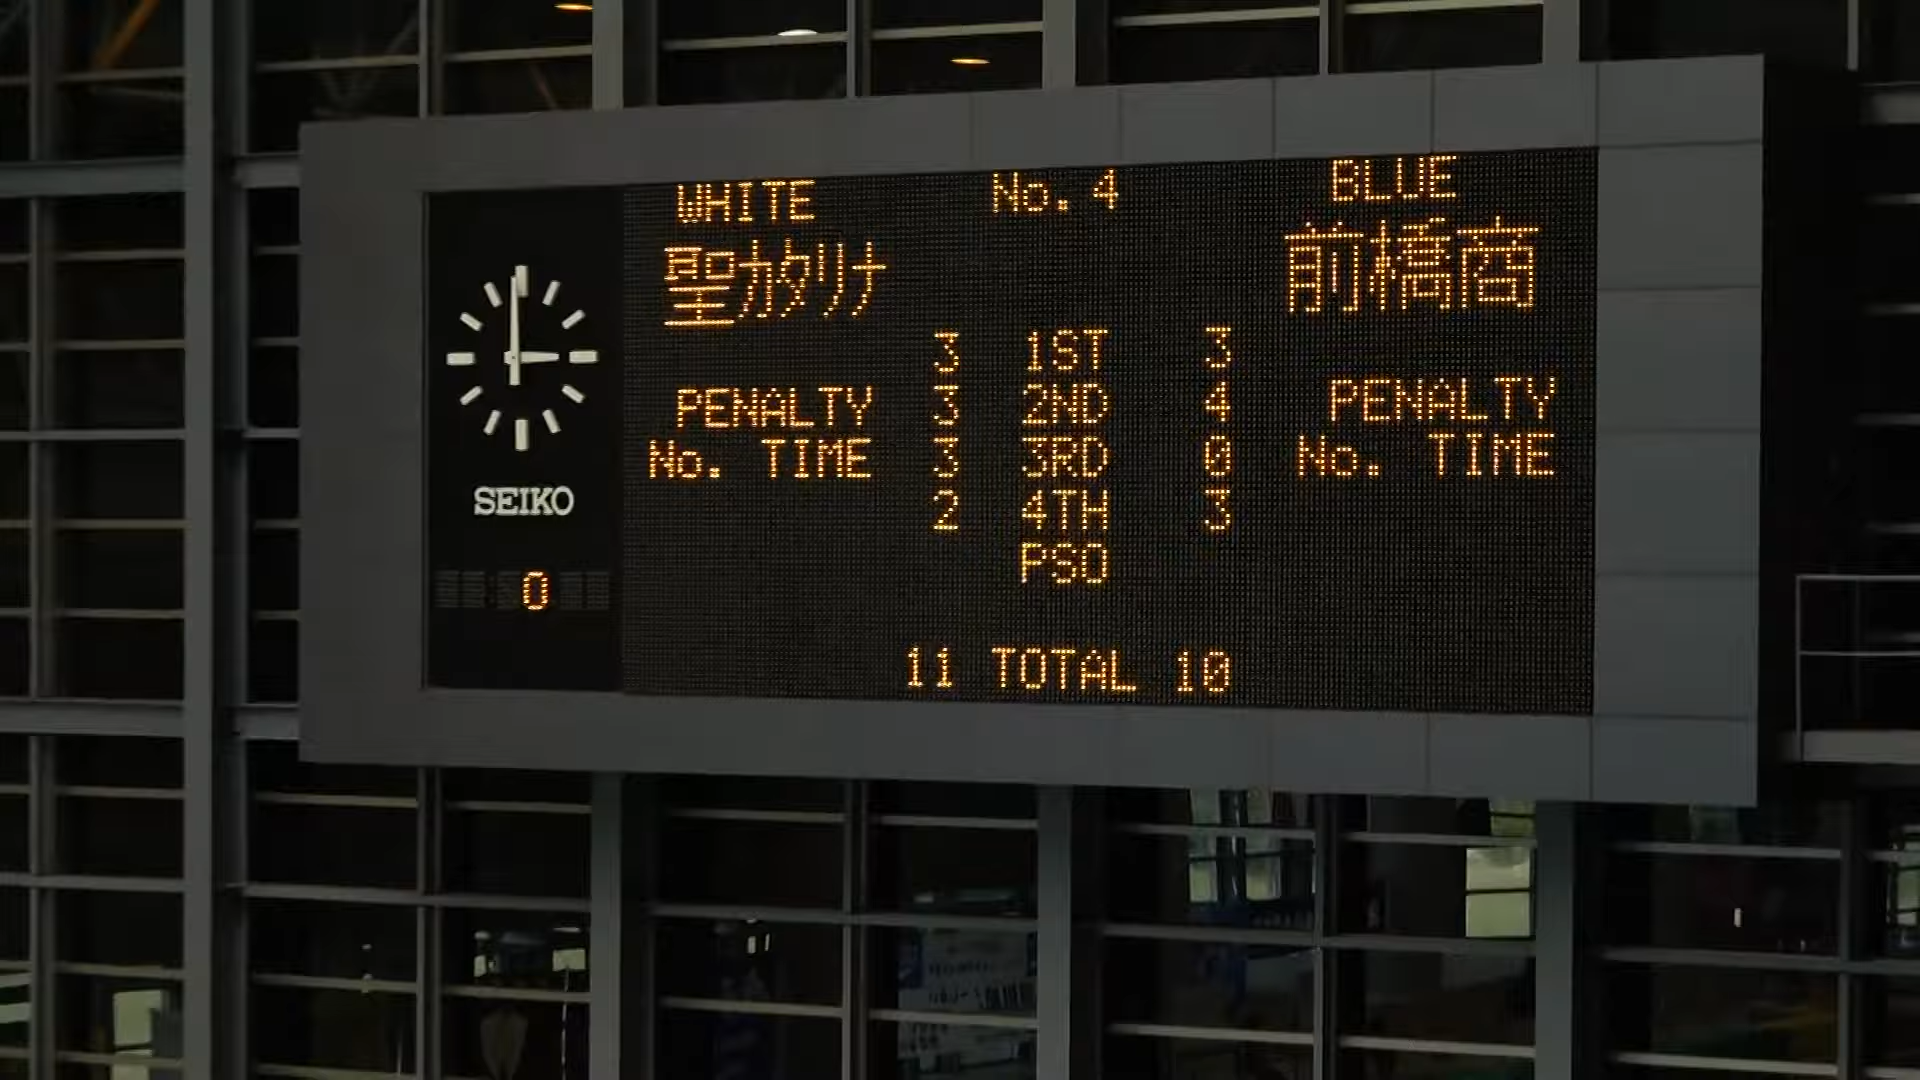 WHITE No.4 BLUE
聖カタリナ 前橋商
3 1ST 3
PENALTY 3 2ND 4 PENALTY
No. TIME 3 3RD 0 No. TIME
2 4TH 3
SEIKO
PSO
0
11 TOTAL 10